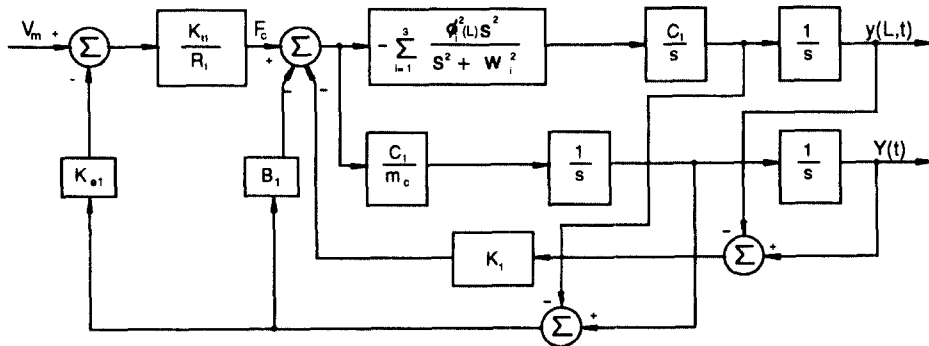 V_m + Σ -
K_t1 / R_1
F_c + Σ - -
- Σ_{i=1}^{3} ϕ_i^2(L) S^2 / S^2 + W_i^2
C_1 / s
1 / s
y(L,t)
K_e1
B_1
C_1 / m_c
1 / s
1 / s
Y(t)
K_1
- Σ +
- Σ +